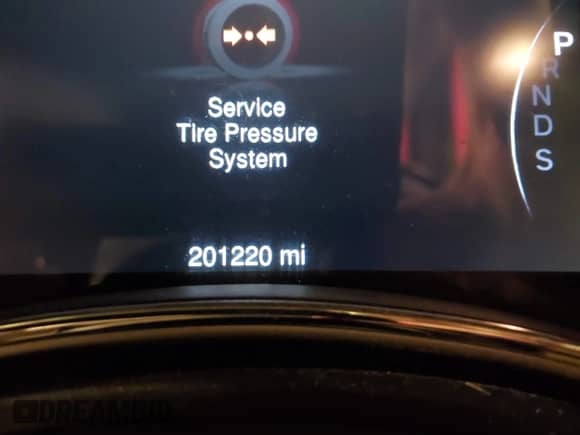 Service
Tire Pressure
System
201220 mi
P
R
N
D
S
DREAMBID